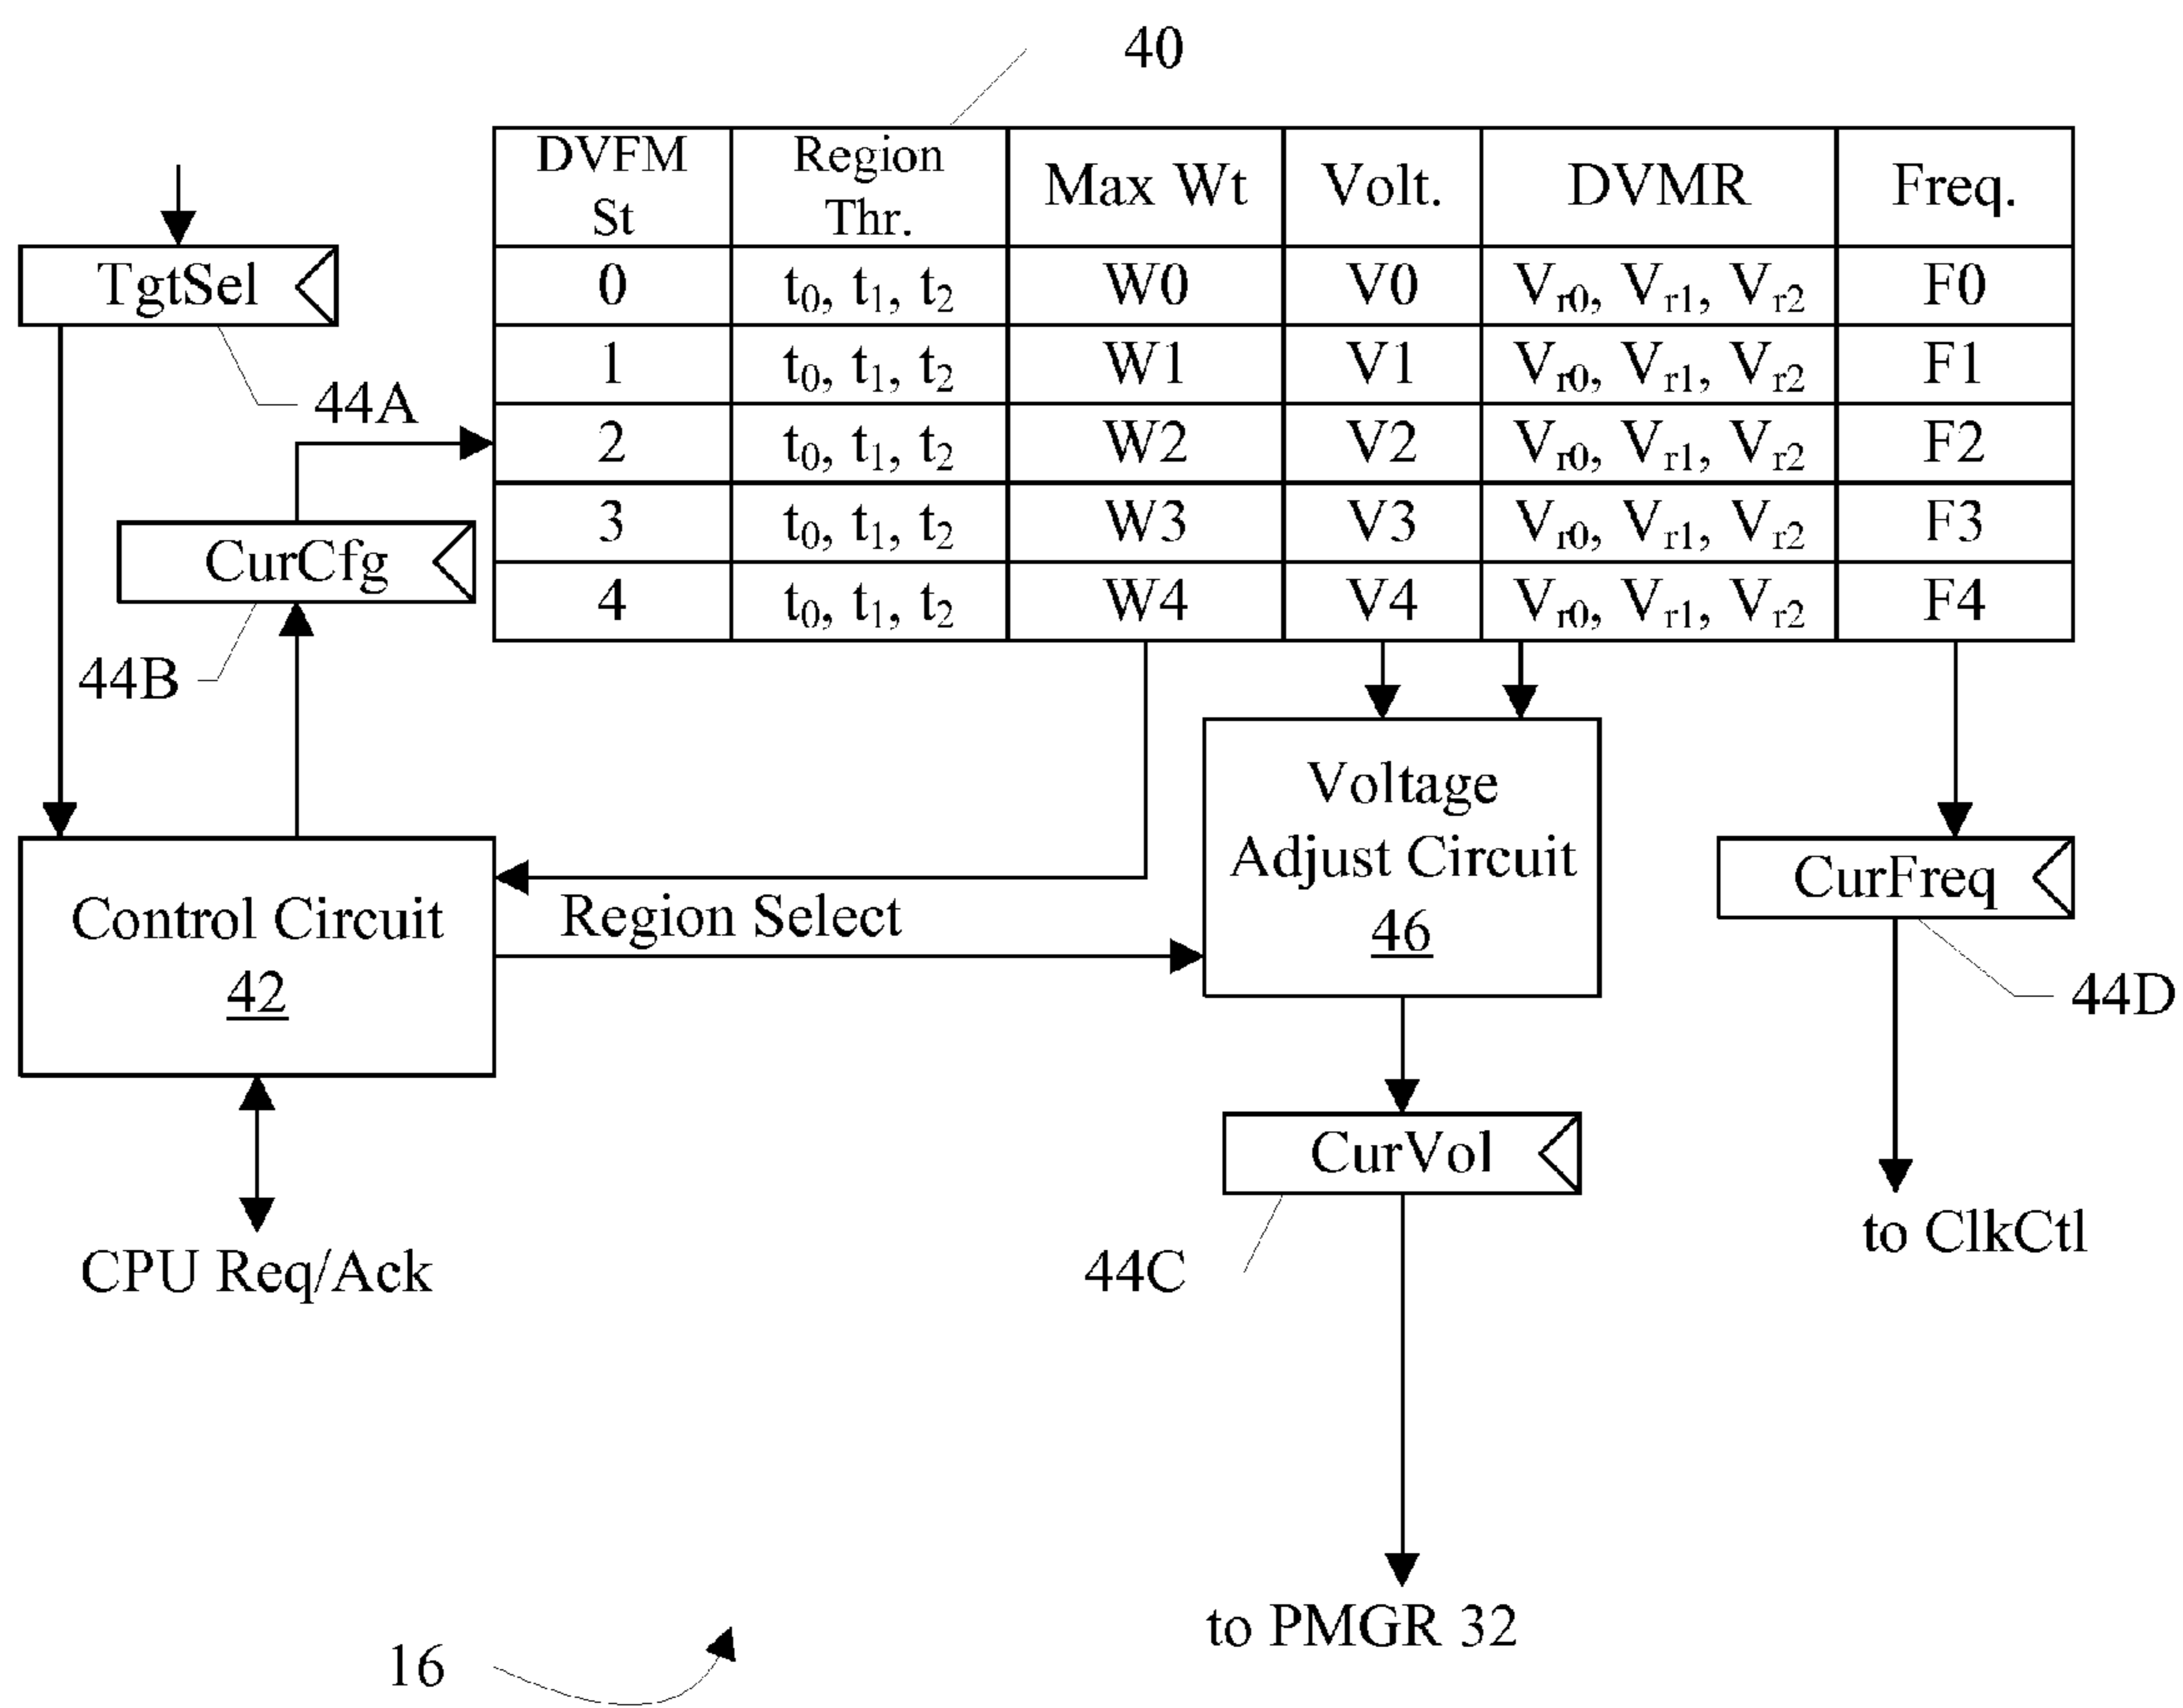 40
DVFM St | Region Thr. | Max Wt | Volt. | DVMR | Freq.
0 | t₀, t₁, t₂ | W0 | V0 | Vᵣ₀, Vᵣ₁, Vᵣ₂ | F0
1 | t₀, t₁, t₂ | W1 | V1 | Vᵣ₀, Vᵣ₁, Vᵣ₂ | F1
2 | t₀, t₁, t₂ | W2 | V2 | Vᵣ₀, Vᵣ₁, Vᵣ₂ | F2
3 | t₀, t₁, t₂ | W3 | V3 | Vᵣ₀, Vᵣ₁, Vᵣ₂ | F3
4 | t₀, t₁, t₂ | W4 | V4 | Vᵣ₀, Vᵣ₁, Vᵣ₂ | F4
TgtSel
44A
CurCfg
44B
Control Circuit
42
CPU Req/Ack
Region Select
Voltage
Adjust Circuit
46
CurFreq
44D
to ClkCtl
CurVol
44C
to PMGR 32
16